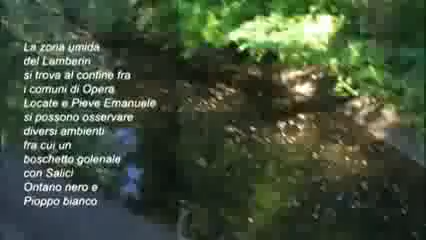 La zona umida
del Lamberin
si trova al confine fra
i comuni di Opera
Locate e Pieve Emanuele
si possono osservare
diversi ambienti
fra cui un
boschetto golenale
con Salici
Ontano nero e
Pioppo bianco